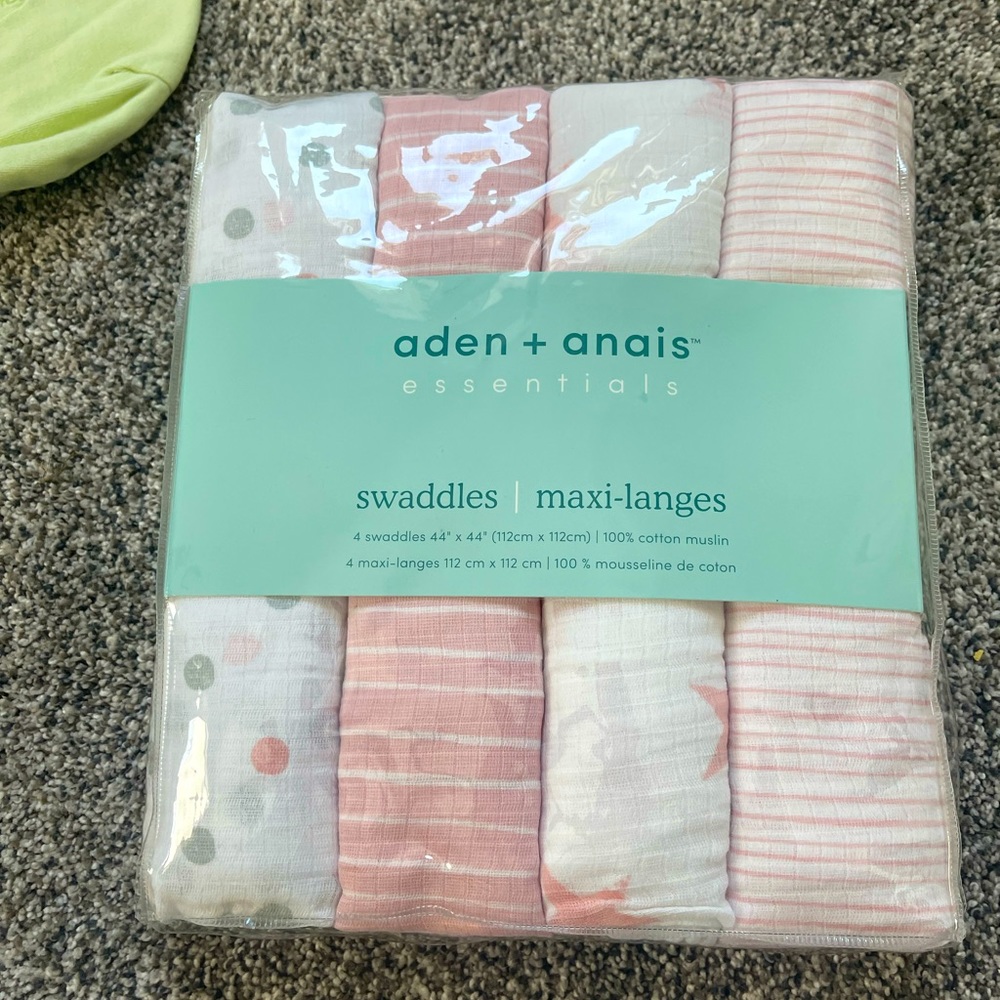 aden + anais™
essentials
swaddles | maxi-langes
4 swaddles 44" x 44" (112cm x 112cm) | 100% cotton muslin
4 maxi-langes 112 cm x 112 cm | 100 % mousseline de coton